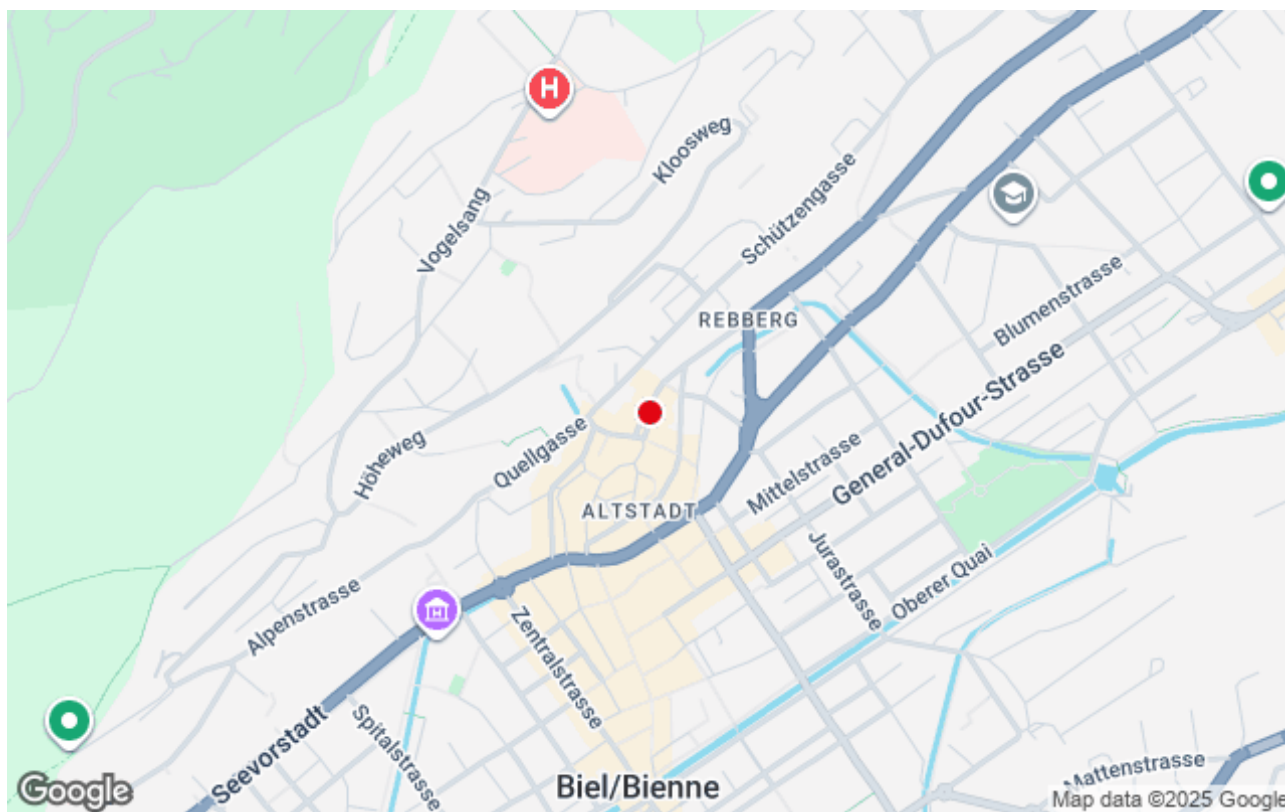 H
Kloosweg
Vogelsang
Schützengasse
REBBERG
Blumenstrasse
General-Dufour-Strasse
Höheweg
Quellgasse
Mittelstrasse
ALTSTADT
Jurastrasse
Oberer Quai
Alpenstrasse
Zentralstrasse
Seevorstadt
Spitalstrasse
Mattenstrasse
Biel/Bienne
Google
Map data ©2025 Google